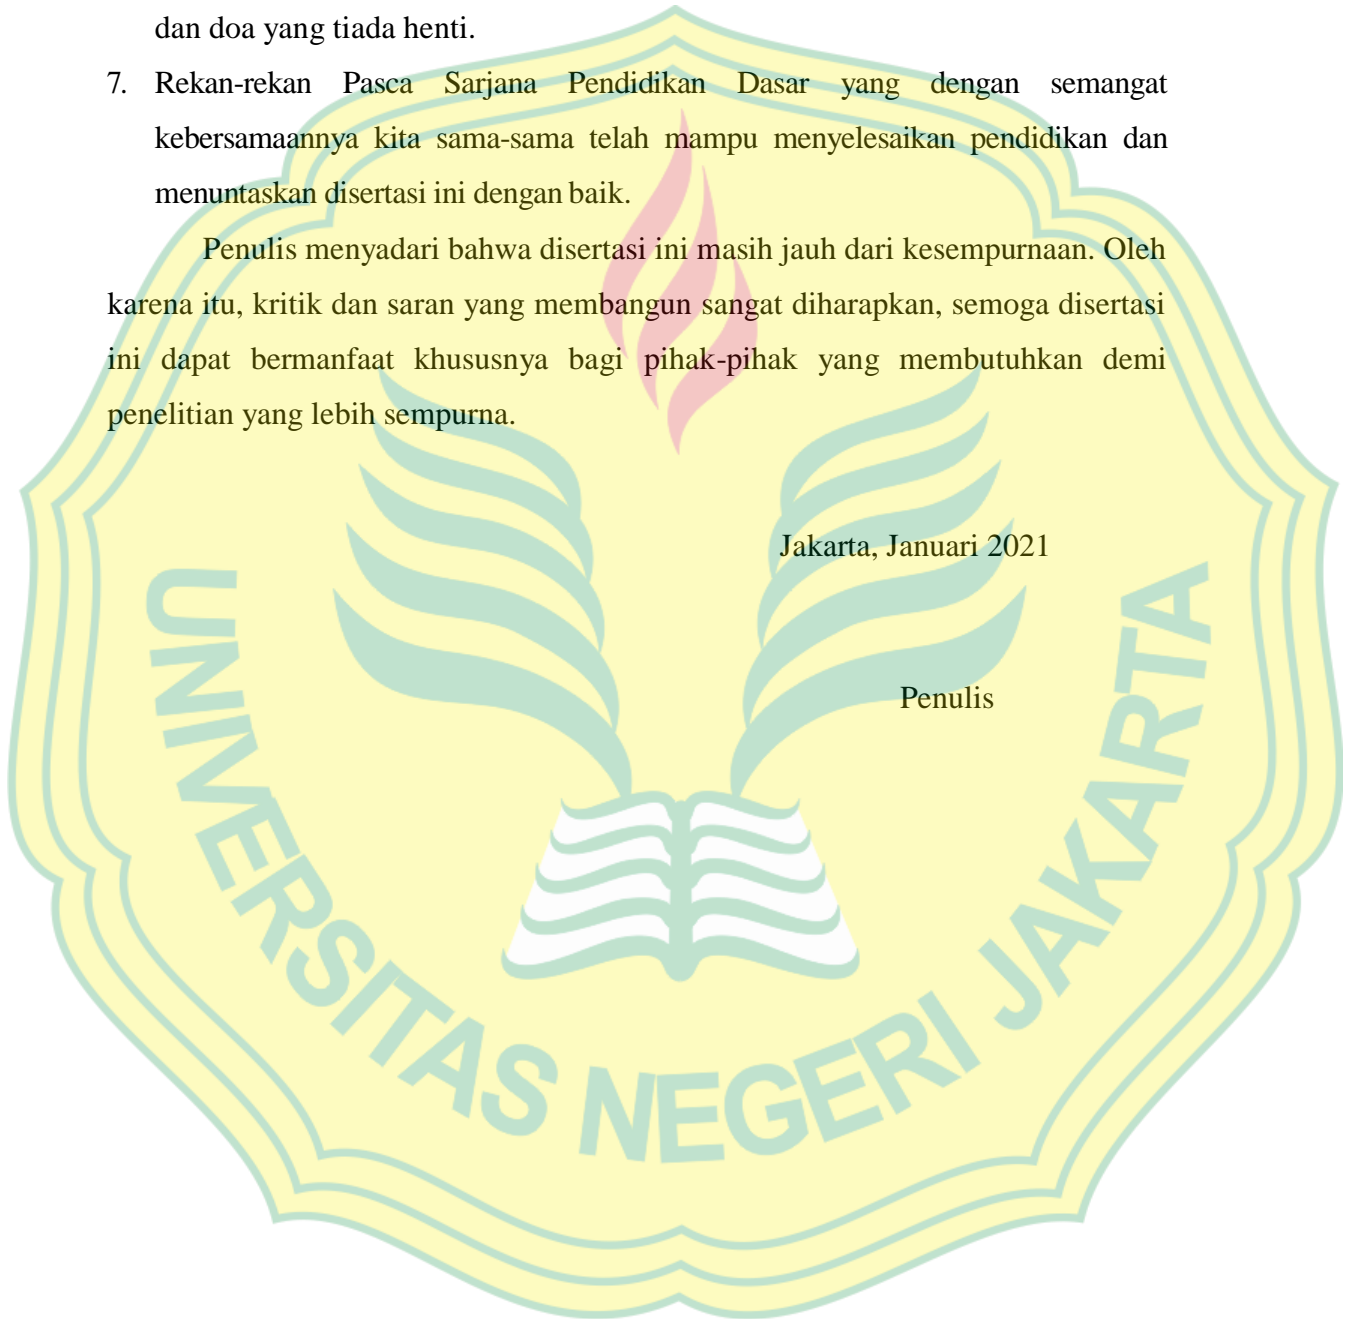 dan doa yang tiada henti.
7. Rekan-rekan Pasca Sarjana Pendidikan Dasar yang dengan semangat
kebersamaannya kita sama-sama telah mampu menyelesaikan pendidikan dan
menuntaskan disertasi ini dengan baik.
Penulis menyadari bahwa disertasi ini masih jauh dari kesempurnaan. Oleh
karena itu, kritik dan saran yang membangun sangat diharapkan, semoga disertasi
ini dapat bermanfaat khususnya bagi pihak-pihak yang membutuhkan demi
penelitian yang lebih sempurna.
Jakarta, Januari 2021
Penulis
UNIVERSITAS NEGERI JAKARTA